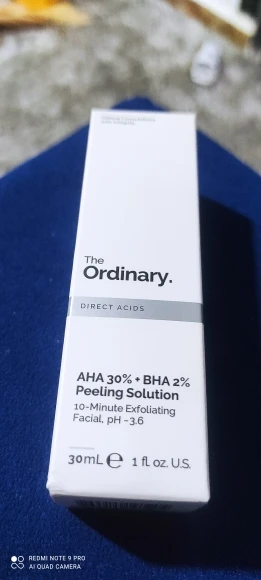 The
Ordinary.
DIRECT ACIDS
AHA 30% + BHA 2%
Peeling Solution
10-Minute Exfoliating
Facial, pH ~3.6
30mL ℮ 1 fl oz. U.S.
REDMI NOTE 9 PRO
AI QUAD CAMERA